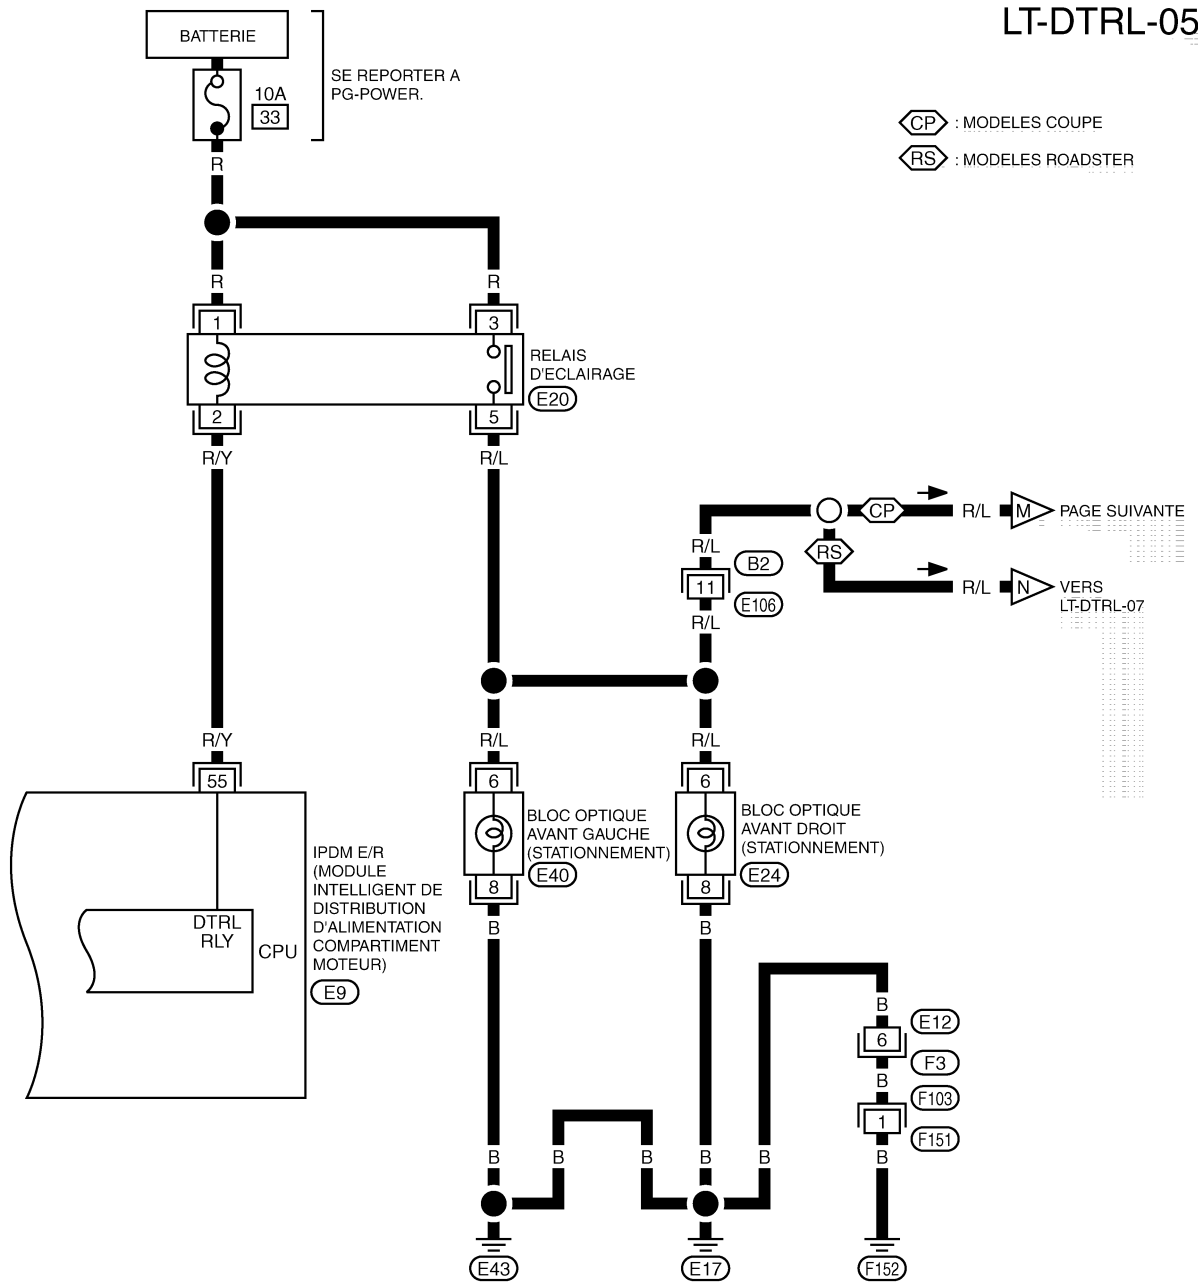 LT-DTRL-05
BATTERIE
10A
33
SE REPORTER A
PG-POWER.
CP : MODELES COUPE
RS : MODELES ROADSTER
R
R
R
1
3
RELAIS
D'ECLAIRAGE
E20
2
5
R/Y
R/L
CP
R/L
M
PAGE SUIVANTE
R/L
RS
B2
11
E106
R/L
N
VERS
LT-DTRL-07
R/L
R/Y
R/L
R/L
55
6
6
BLOC OPTIQUE
AVANT GAUCHE
(STATIONNEMENT)
E40
BLOC OPTIQUE
AVANT DROIT
(STATIONNEMENT)
E24
8
8
IPDM E/R
(MODULE
INTELLIGENT DE
DISTRIBUTION
D'ALIMENTATION
COMPARTIMENT
MOTEUR)
E9
DTRL
RLY
CPU
B
B
B
E12
6
F3
B
F103
1
F151
B
B
B
B
B
B
E43
E17
F152